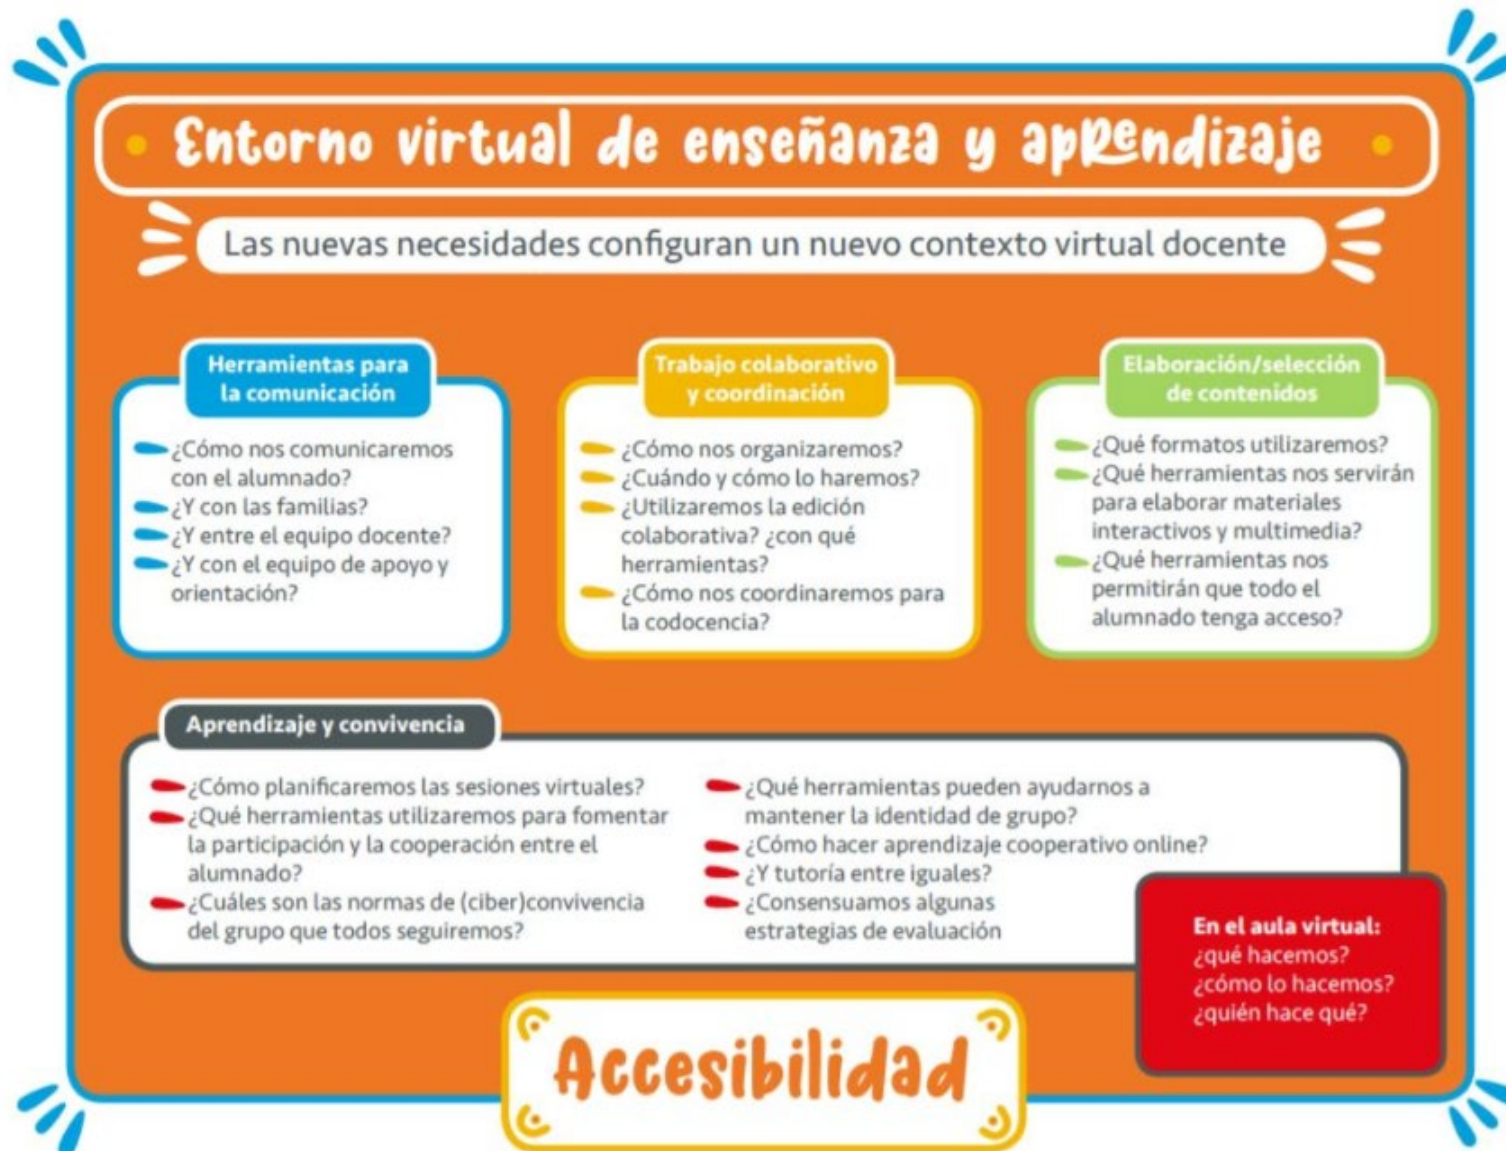 Entorno virtual de enseñanza y aprendizaje
Las nuevas necesidades configuran un nuevo contexto virtual docente
Herramientas para
la comunicación
¿Cómo nos comunicaremos
con el alumnado?
¿Y con las familias?
¿Y entre el equipo docente?
¿Y con el equipo de apoyo y
orientación?
Trabajo colaborativo
y coordinación
¿Cómo nos organizaremos?
¿Cuándo y cómo lo haremos?
¿Utilizaremos la edición
colaborativa? ¿con qué
herramientas?
¿Cómo nos coordinaremos para
la codocencia?
Elaboración/selección
de contenidos
¿Qué formatos utilizaremos?
¿Qué herramientas nos servirán
para elaborar materiales
interactivos y multimedia?
¿Qué herramientas nos
permitirán que todo el
alumnado tenga acceso?
Aprendizaje y convivencia
¿Cómo planificaremos las sesiones virtuales?
¿Qué herramientas utilizaremos para fomentar
la participación y la cooperación entre el
alumnado?
¿Cuáles son las normas de (ciber)convivencia
del grupo que todos seguiremos?
¿Qué herramientas pueden ayudarnos a
mantener la identidad de grupo?
¿Cómo hacer aprendizaje cooperativo online?
¿Y tutoría entre iguales?
¿Consensuamos algunas
estrategias de evaluación
En el aula virtual:
¿qué hacemos?
¿cómo lo hacemos?
¿quién hace qué?
Accesibilidad